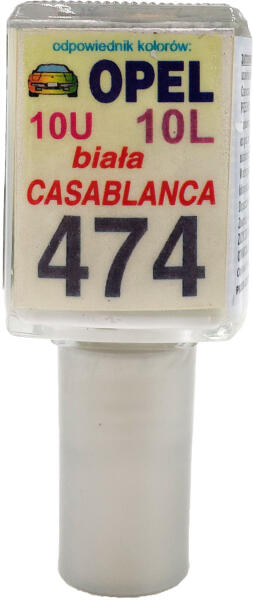 odpowiednik kolorów:
OPEL
10U 10L
biała
CASABLANCA
474